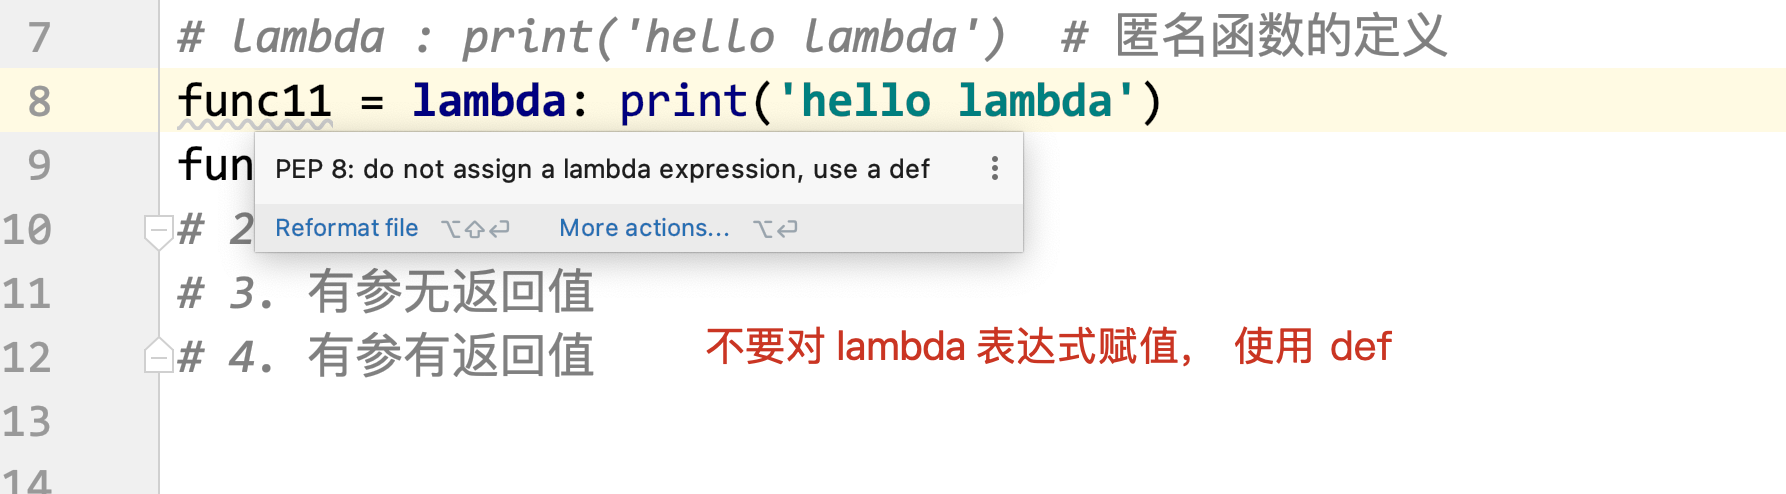 7 # lambda : print('hello lambda')  # 匿名函数的定义
8 func11 = lambda: print('hello lambda')
9 fun
PEP 8: do not assign a lambda expression, use a def
10 # 2
Reformat file ⌥⇧↩ More actions... ⌥↩
11 # 3. 有参无返回值
12 # 4. 有参有返回值
不要对 lambda 表达式赋值， 使用 def
13
14